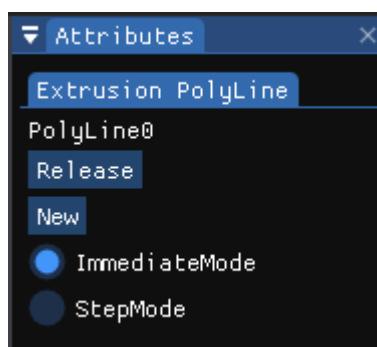 Attributes
Extrusion PolyLine
PolyLine0
Release
New
ImmediateMode
StepMode